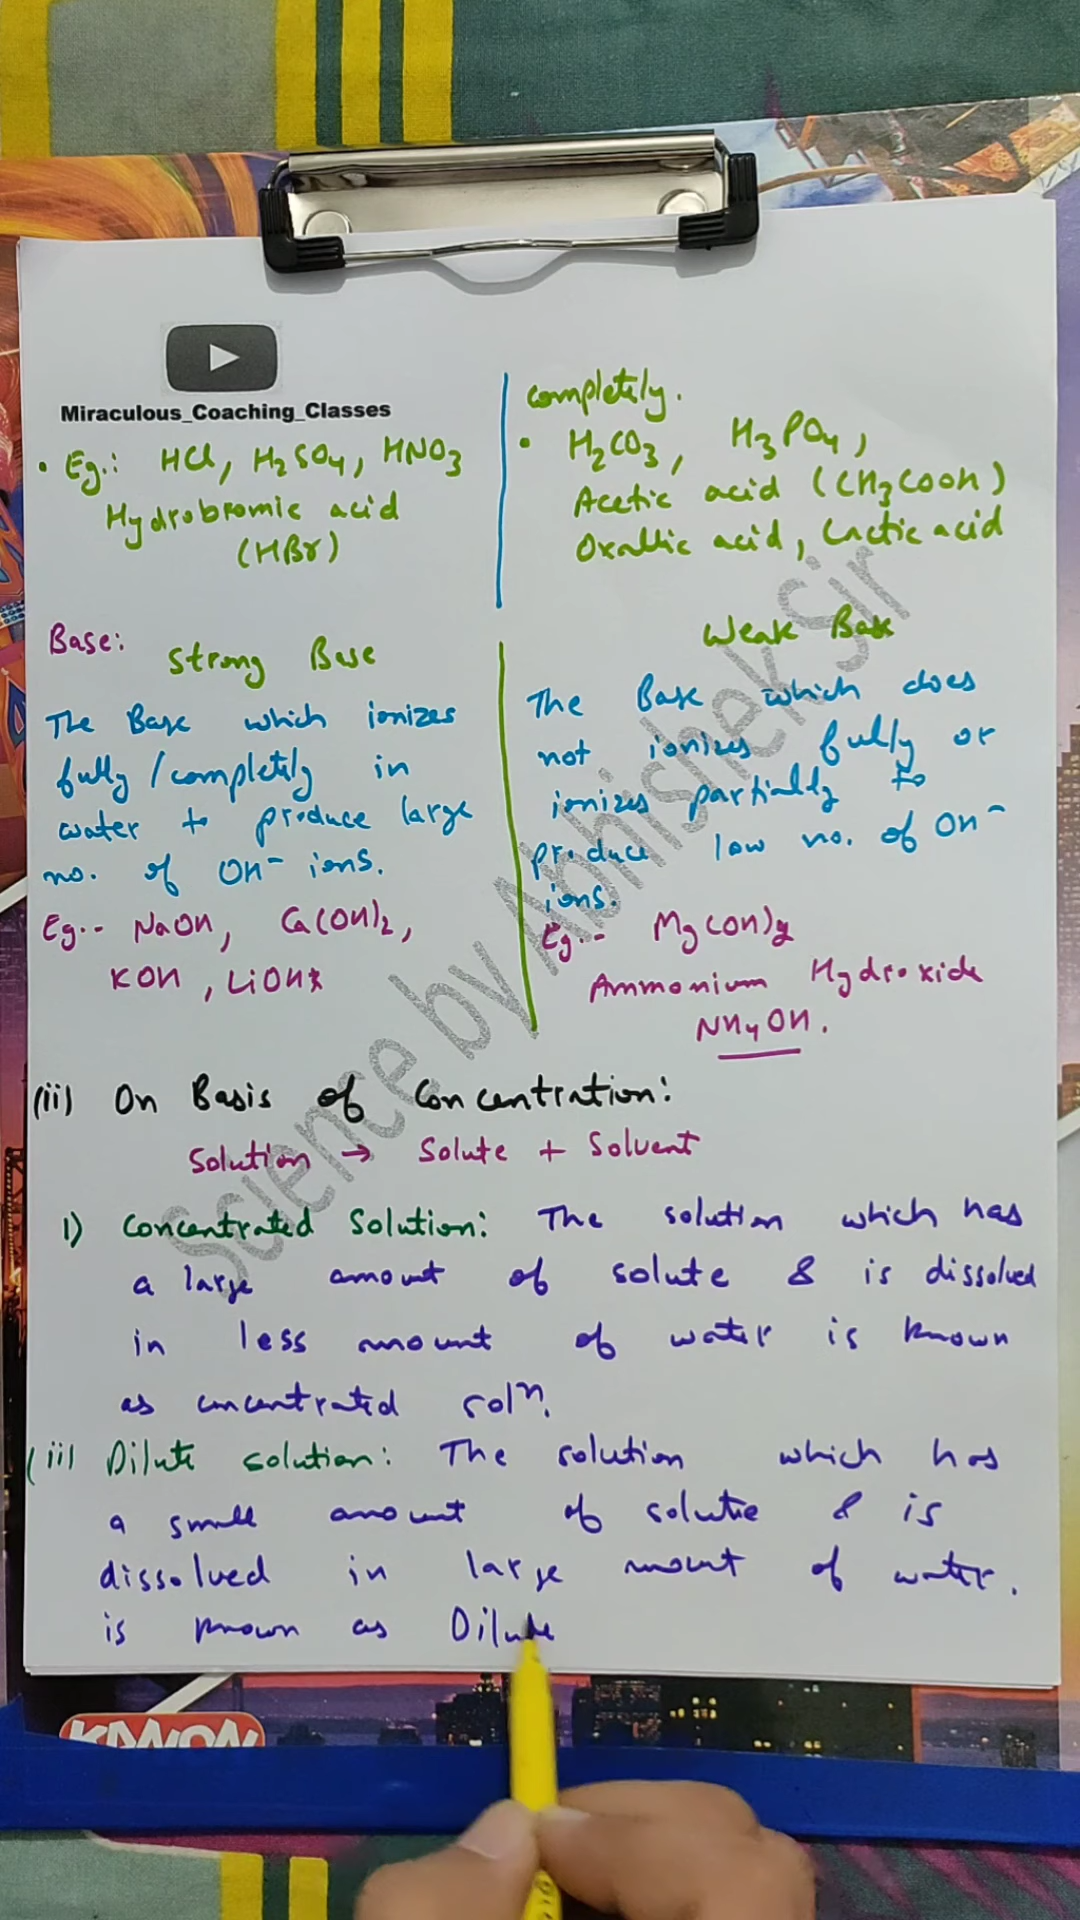 Miraculous_Coaching_Classes
• Eg.: HCl, H2SO4, HNO3
Hydrobromic acid
(HBr)
completely.
• H2CO3, H3PO4,
Acetic acid (CH3COOH)
Oxallic acid, Lactic acid
Base:
Strong Base
The Base which ionizes
fully/completely in
water to produce large
no. of OH⁻ ions.
Eg.- NaOH, Ca(OH)2,
KOH, LiOH
Weak Base
The Base which does
not ionizes fully or
ionizes partially to
produce low no. of OH⁻
ions.
Eg.- Mg(OH)2
Ammonium Hydroxide
NH4OH.
(ii) On Basis of Concentration:
Solution → Solute + Solvent
1) Concentrated Solution: The solution which has
a large amount of solute & is dissolved
in less amount of water is known
as concentrated solⁿ.
(ii) Dilute solution: The solution which has
a small amount of solute & is
dissolved in large amount of water.
is known as Dilute
KANON
Science by Abhishek Sir